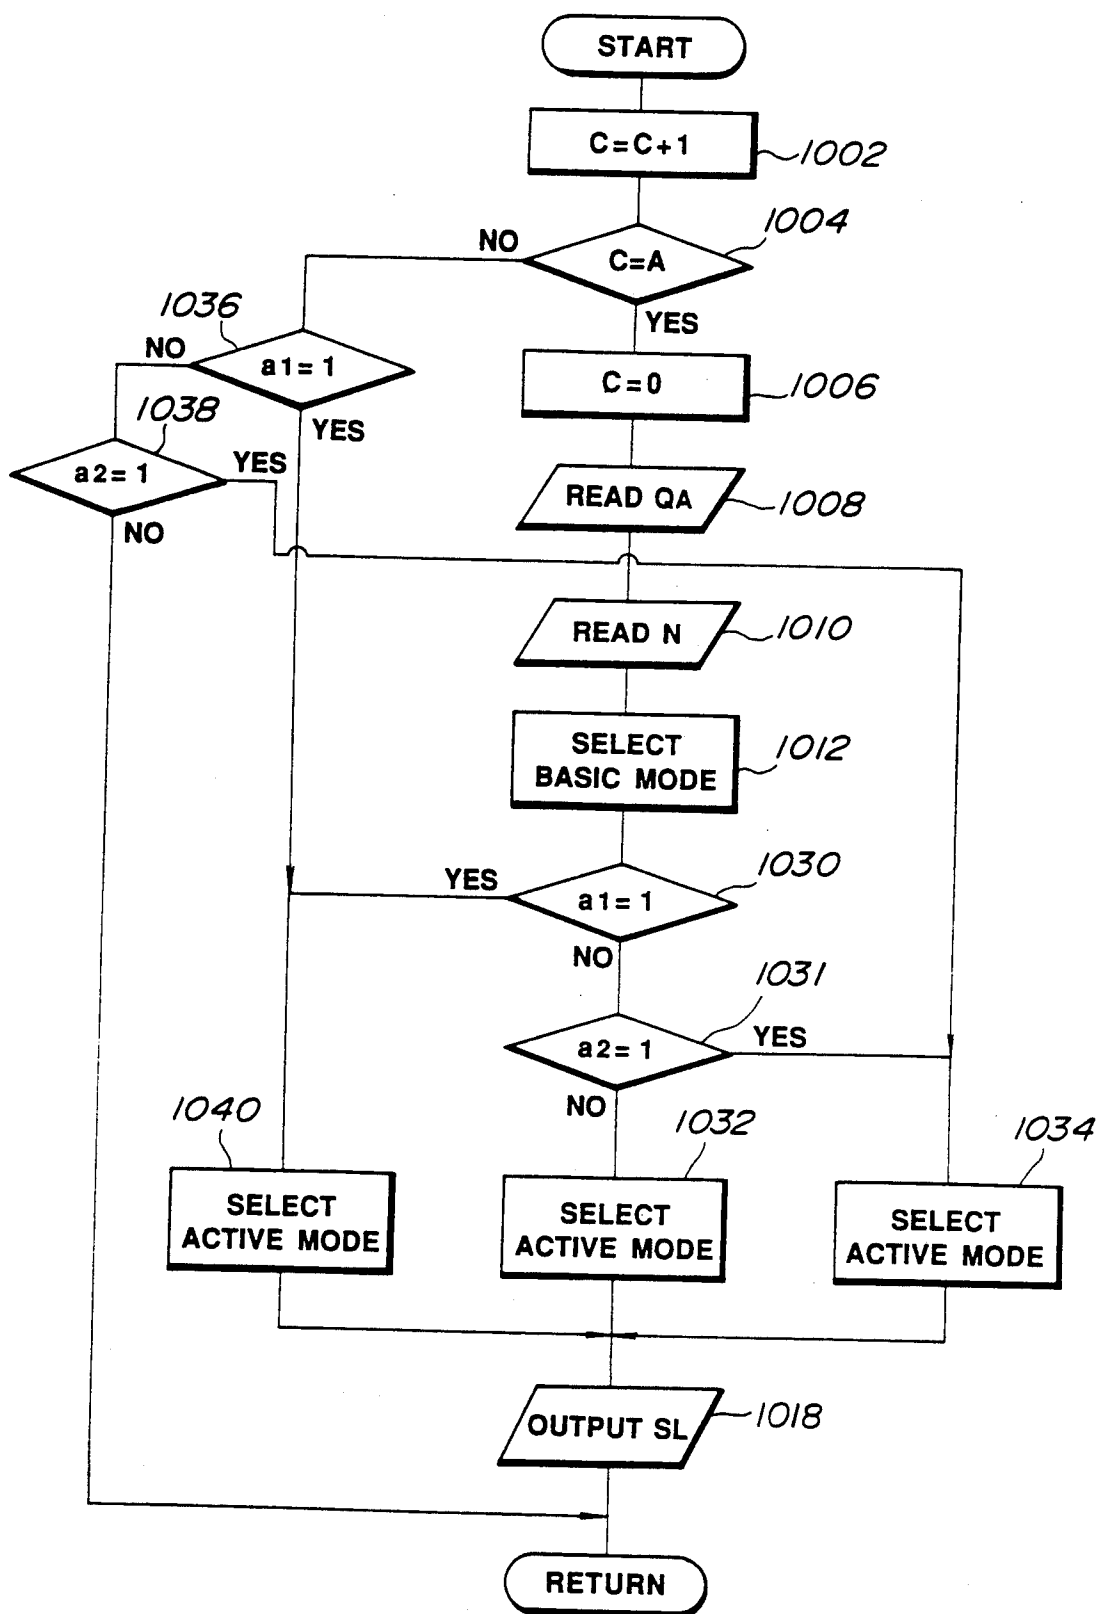 START
C=C+1
1002
1004
NO
C=A
YES
1036
NO
a1=1
YES
C=0
1006
1038
a2=1
YES
NO
READ QA
1008
READ N
1010
SELECT
BASIC MODE
1012
1030
YES
a1=1
NO
1031
a2=1
YES
NO
1040
SELECT
ACTIVE MODE
1032
SELECT
ACTIVE MODE
1034
SELECT
ACTIVE MODE
OUTPUT SL
1018
RETURN